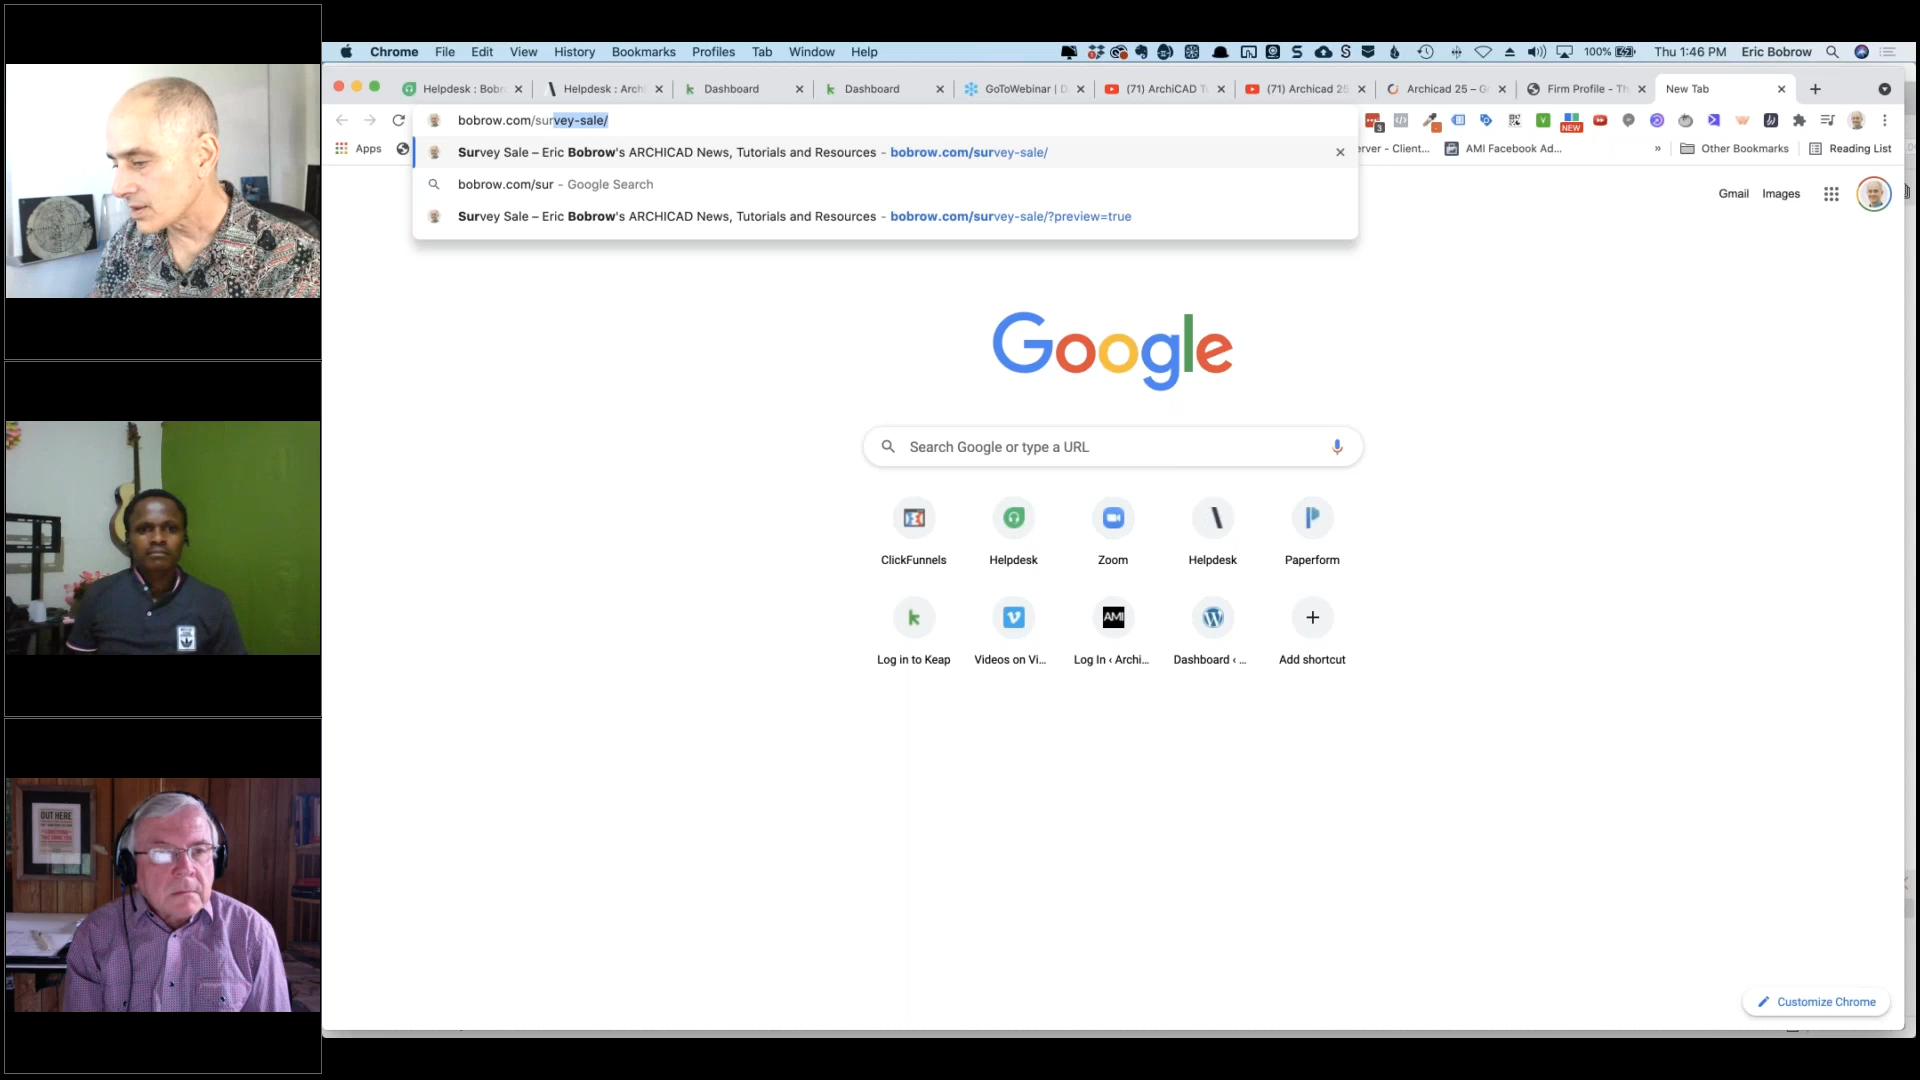 Chrome File Edit View History Bookmarks Profiles Tab Window Help
100% Thu 1:46 PM Eric Bobrow
Helpdesk : Bobr Helpdesk : Arch Dashboard Dashboard GoToWebinar | D (71) ArchiCAD T (71) Archicad 25 Archicad 25 – G Firm Profile - Th New Tab
bobrow.com/survey-sale/
3 NEW
Apps
Survey Sale – Eric Bobrow's ARCHICAD News, Tutorials and Resources - bobrow.com/survey-sale/
erver - Client... AMI Facebook Ad... » Other Bookmarks Reading List
bobrow.com/sur - Google Search
Survey Sale – Eric Bobrow's ARCHICAD News, Tutorials and Resources - bobrow.com/survey-sale/?preview=true
Gmail Images
Google
Search Google or type a URL
ClickFunnels Helpdesk Zoom Helpdesk Paperform
AMI
Log in to Keap Videos on Vi... Log In ‹ Archi... Dashboard ‹ ... Add shortcut
OUT HERE
Customize Chrome